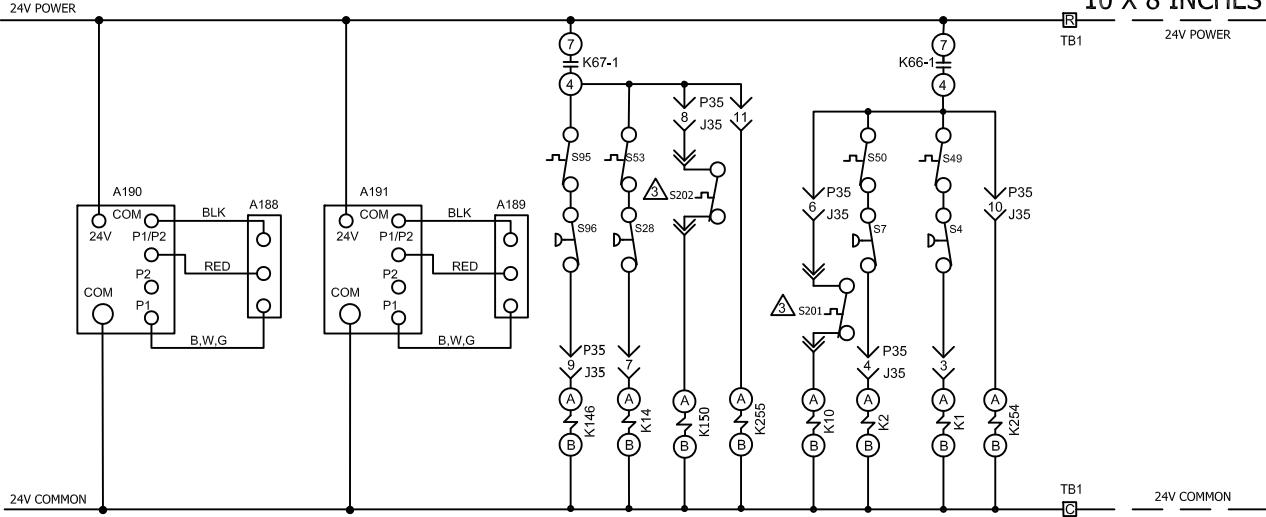 24V POWER
10 X 8 INCHES
R
TB1
24V POWER
7
K67-1
4
7
K66-1
4
P35
8
J35
11
S95
S53
3
S202
S50
S49
A190
COM
24V
P1/P2
P2
COM
P1
BLK
RED
B,W,G
A188
A191
COM
24V
P1/P2
P2
COM
P1
BLK
RED
B,W,G
A189
S96
S28
P35
6
J35
S7
S4
P35
10
J35
3
S201
P35
9
J35
7
P35
4
J35
3
A
B
K146
A
B
K14
A
B
K150
A
B
K255
A
B
K10
A
B
K2
A
B
K1
A
B
K254
24V COMMON
TB1
C
24V COMMON